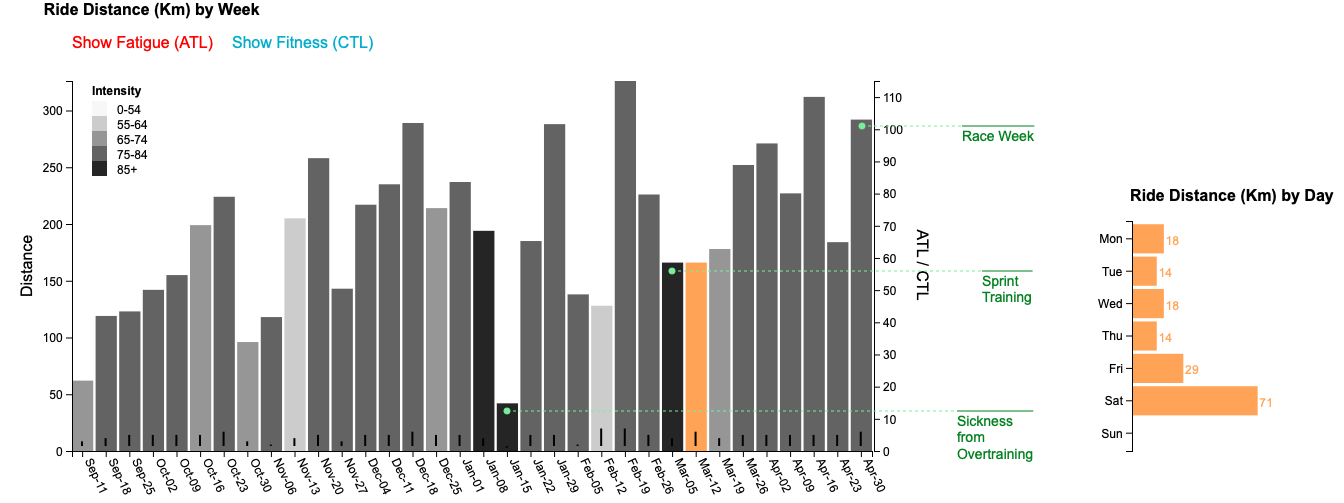 Ride Distance (Km) by Week
Show Fatigue (ATL) Show Fitness (CTL)
Intensity
0-54
55-64
65-74
75-84
85+
Distance
300
250
200
150
100
50
0
ATL / CTL
110
100
90
80
70
60
50
40
30
20
10
0
Sep-11
Sep-18
Sep-25
Oct-02
Oct-09
Oct-16
Oct-23
Oct-30
Nov-06
Nov-13
Nov-20
Nov-27
Dec-04
Dec-11
Dec-18
Dec-25
Jan-01
Jan-08
Jan-15
Jan-22
Jan-29
Feb-05
Feb-12
Feb-19
Feb-26
Mar-05
Mar-12
Mar-19
Mar-26
Apr-02
Apr-09
Apr-16
Apr-23
Apr-30
Race Week
Sprint
Training
Sickness
from
Overtraining
Ride Distance (Km) by Day
Mon 18
Tue 14
Wed 18
Thu 14
Fri 29
Sat 71
Sun